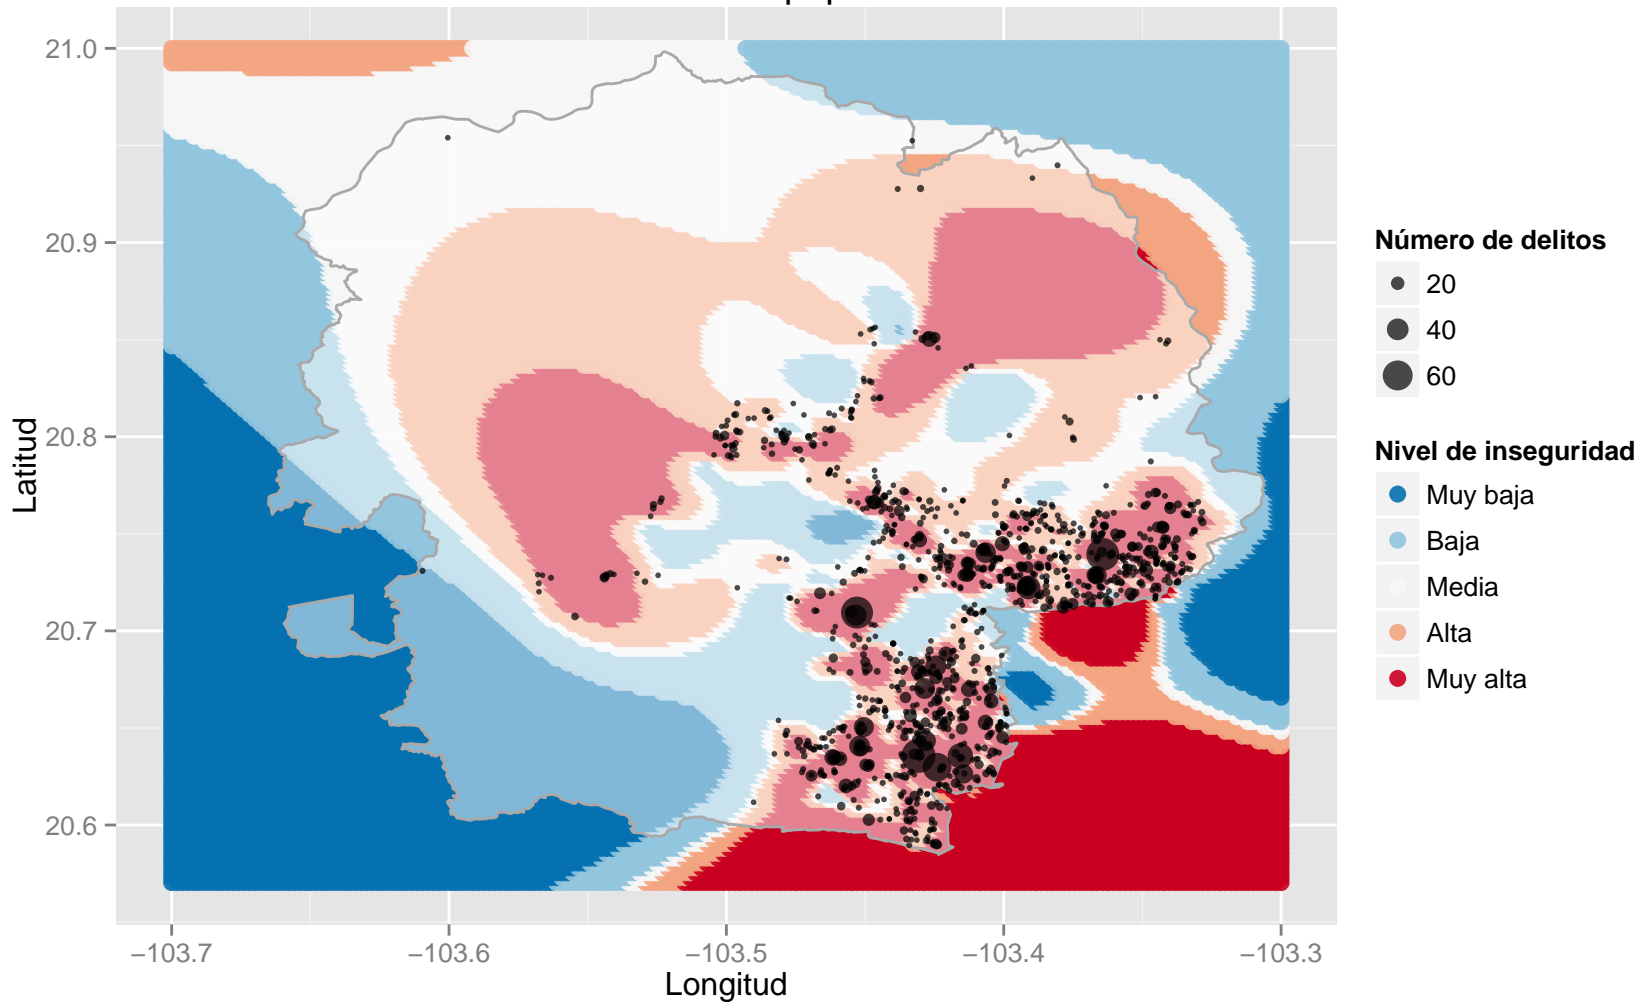 21.0
20.9
20.8
20.7
20.6
Latitud
−103.7
−103.6
−103.5
−103.4
−103.3
Longitud
Número de delitos
20
40
60
Nivel de inseguridad
Muy baja
Baja
Media
Alta
Muy alta